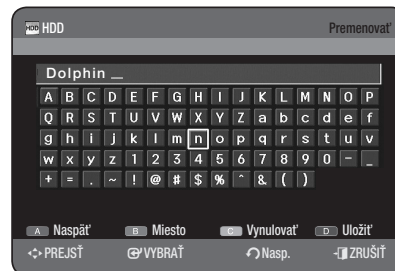 HDD HDD Premenovať
Dolphin _
A B C D E F G H I J K L M N O P
Q R S T U V W X Y Z a b c d e f
g h i j k l m n o p q r s t u v
w x y z 1 2 3 4 5 6 7 8 9 0 - _
+ = . ~ ! @ # $ % ^ & ( )
A Naspäť B Miesto C Vynulovať D Uložiť
PREJSŤ VYBRAŤ Nasp. ZRUŠIŤ